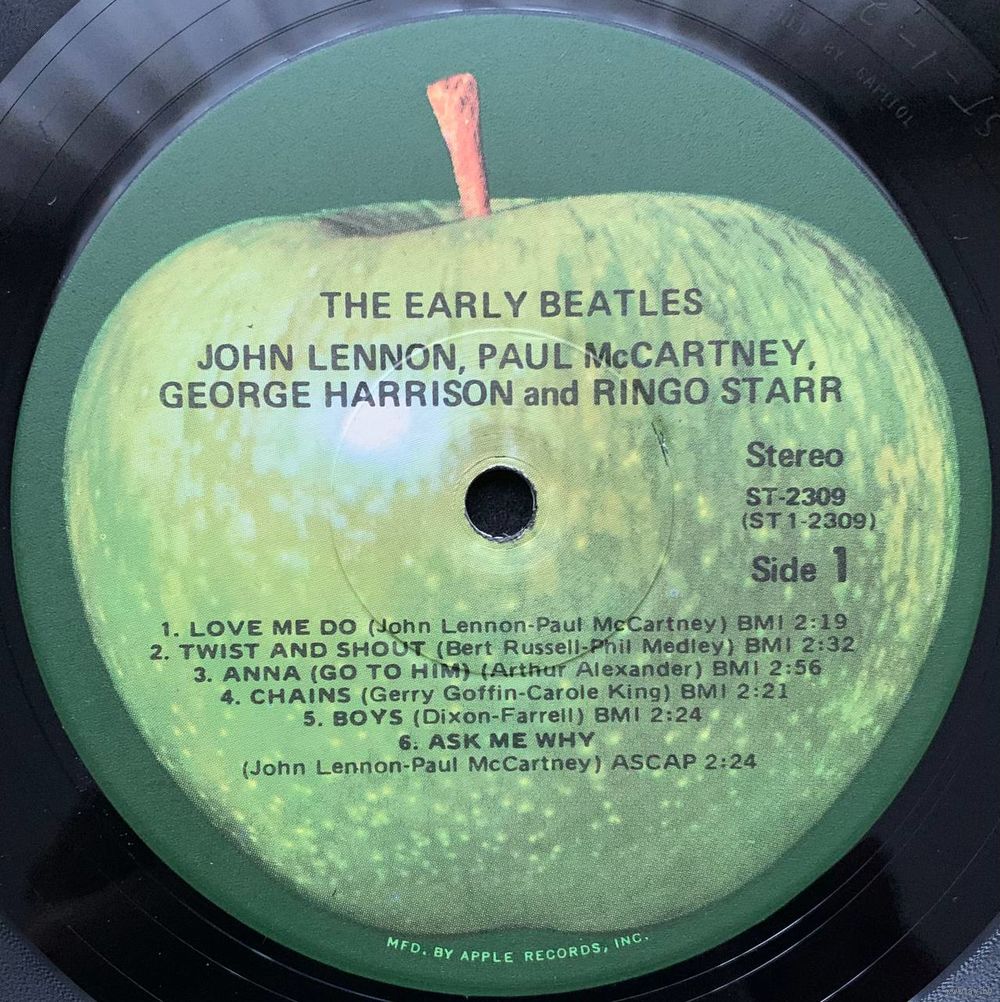 THE EARLY BEATLES
JOHN LENNON, PAUL McCARTNEY,
GEORGE HARRISON and RINGO STARR
Stereo
ST-2309
(ST 1-2309)
Side 1
1. LOVE ME DO (John Lennon-Paul McCartney) BMI 2:19
2. TWIST AND SHOUT (Bert Russell-Phil Medley) BMI 2:32
3. ANNA (GO TO HIM) (Arthur Alexander) BMI 2:56
4. CHAINS (Gerry Goffin-Carole King) BMI 2:21
5. BOYS (Dixon-Farrell) BMI 2:24
6. ASK ME WHY
(John Lennon-Paul McCartney) ASCAP 2:24
MFD. BY APPLE RECORDS, INC.
BY CAPITOL